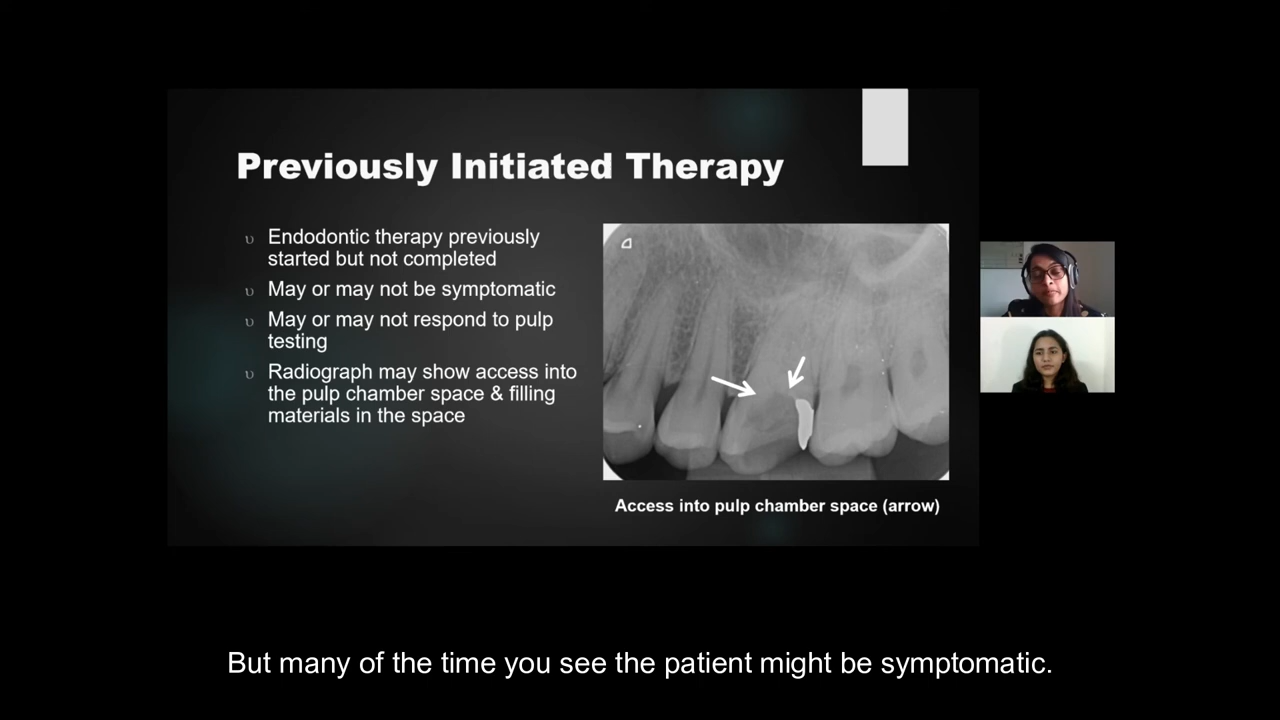 Previously Initiated Therapy
Endodontic therapy previously
started but not completed
May or may not be symptomatic
May or may not respond to pulp
testing
Radiograph may show access into
the pulp chamber space & filling
materials in the space
Access into pulp chamber space (arrow)
But many of the time you see the patient might be symptomatic.